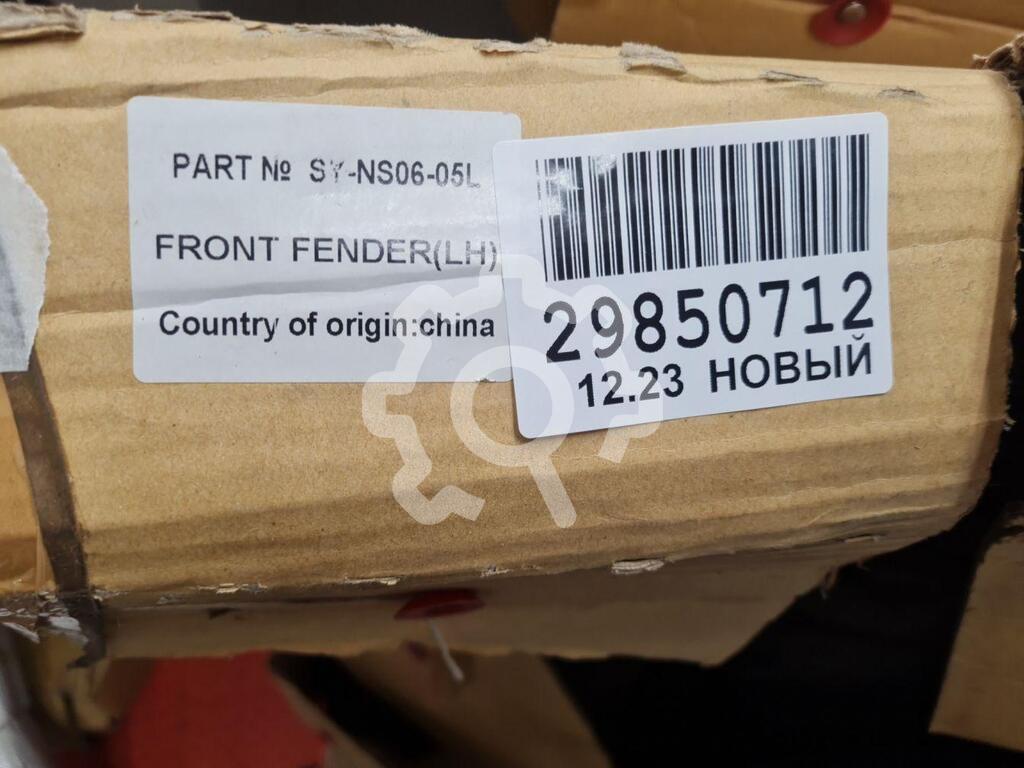 PART № SY-NS06-05L
FRONT FENDER(LH)
Country of origin:china
29850712
12.23 НОВЫЙ